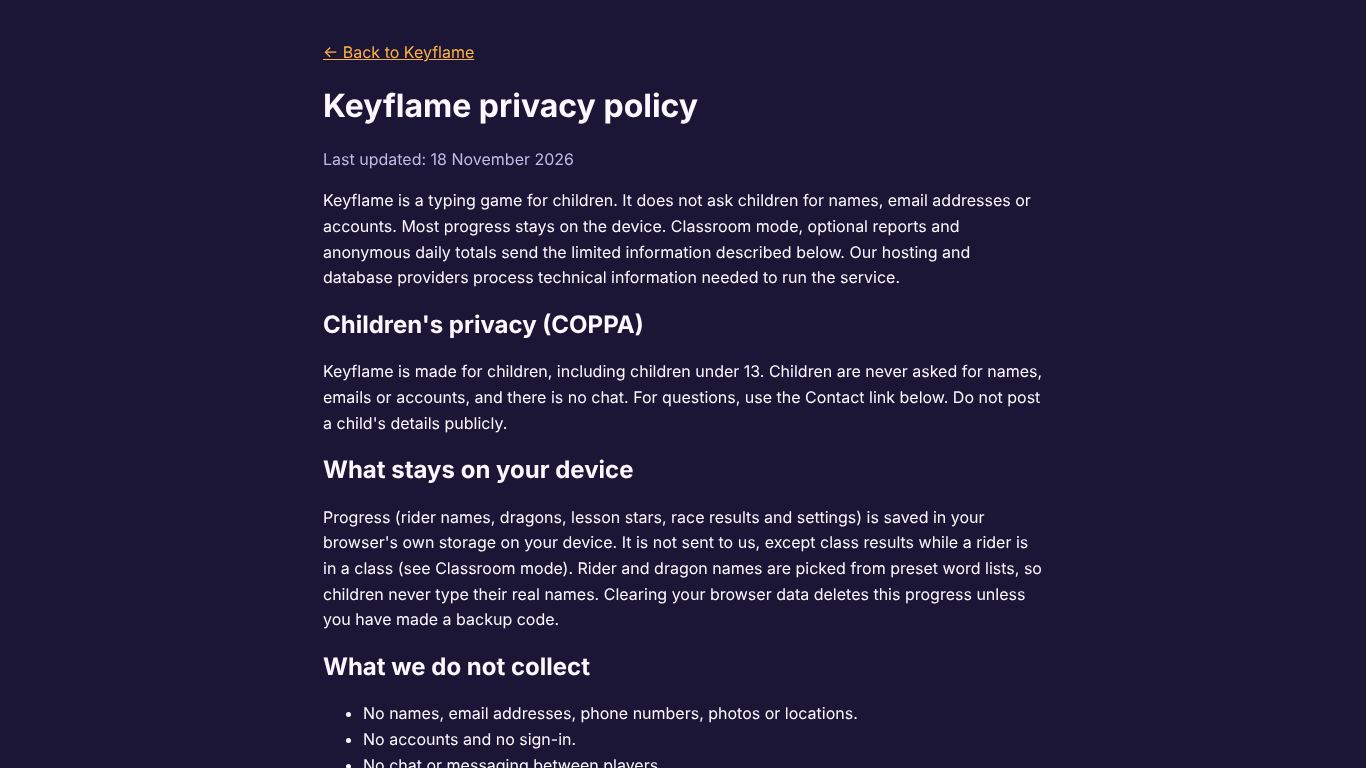 ← Back to Keyflame
Keyflame privacy policy
Last updated: 18 November 2026
Keyflame is a typing game for children. It does not ask children for names, email addresses or
accounts. Most progress stays on the device. Classroom mode, optional reports and
anonymous daily totals send the limited information described below. Our hosting and
database providers process technical information needed to run the service.
Children's privacy (COPPA)
Keyflame is made for children, including children under 13. Children are never asked for names,
emails or accounts, and there is no chat. For questions, use the Contact link below. Do not post
a child's details publicly.
What stays on your device
Progress (rider names, dragons, lesson stars, race results and settings) is saved in your
browser's own storage on your device. It is not sent to us, except class results while a rider is
in a class (see Classroom mode). Rider and dragon names are picked from preset word lists, so
children never type their real names. Clearing your browser data deletes this progress unless
you have made a backup code.
What we do not collect
• No names, email addresses, phone numbers, photos or locations.
• No accounts and no sign-in.
• No chat or messaging between players.